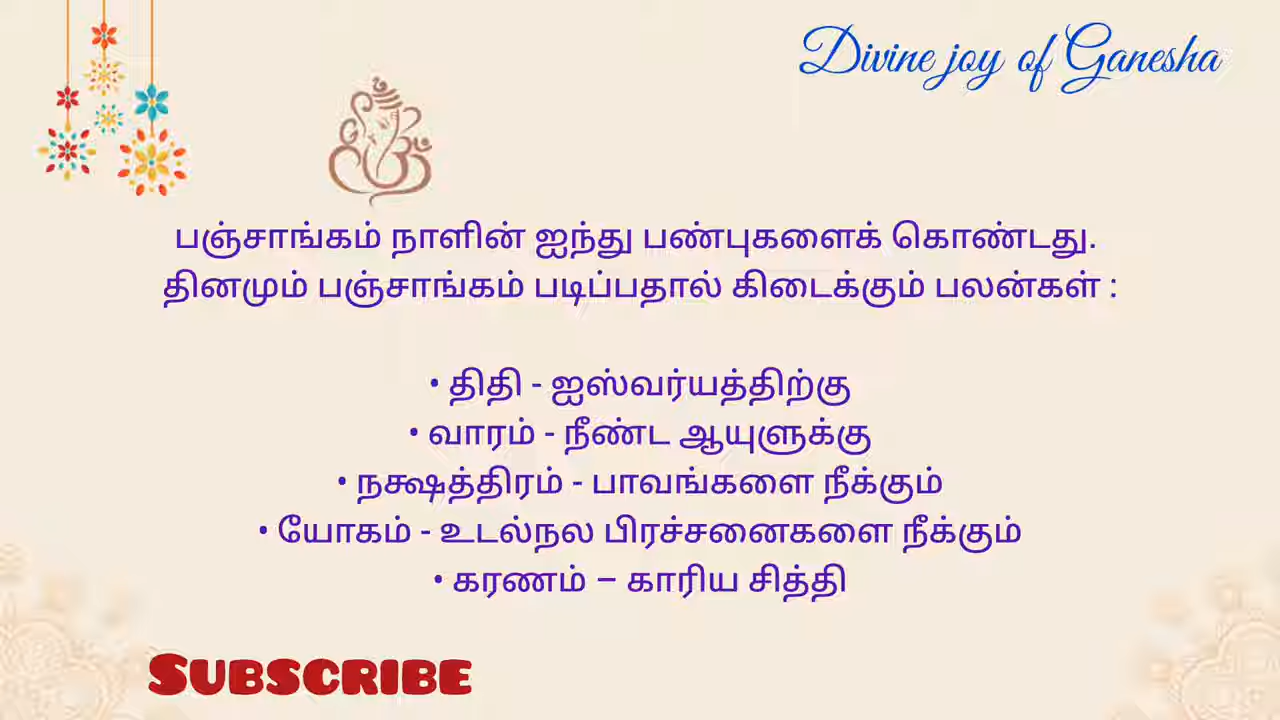 Divine joy of Ganesha
பஞ்சாங்கம் நாளின் ஐந்து பண்புகளைக் கொண்டது.
தினமும் பஞ்சாங்கம் படிப்பதால் கிடைக்கும் பலன்கள் :
• திதி - ஐஸ்வர்யத்திற்கு
• வாரம் - நீண்ட ஆயுளுக்கு
• நக்ஷத்திரம் - பாவங்களை நீக்கும்
• யோகம் - உடல்நல பிரச்சனைகளை நீக்கும்
• கரணம் – காரிய சித்தி
SUBSCRIBE